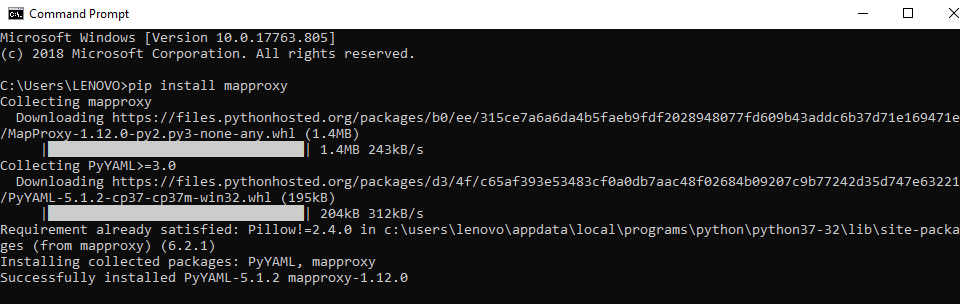 Command Prompt
Microsoft Windows [Version 10.0.17763.805]
(c) 2018 Microsoft Corporation. All rights reserved.
C:\Users\LENOVO>pip install mapproxy
Collecting mapproxy
  Downloading https://files.pythonhosted.org/packages/b0/ee/315ce7a6a6da4b5faeb9fdf2028948077fd609b43addc6b37d71e169471e
/MapProxy-1.12.0-py2.py3-none-any.whl (1.4MB)
     |████████████████████████████████| 1.4MB 243kB/s
Collecting PyYAML>=3.0
  Downloading https://files.pythonhosted.org/packages/d3/4f/c65af393e53483cf0a0db7aac48f02684b09207c9b77242d35d747e63221
/PyYAML-5.1.2-cp37-cp37m-win32.whl (195kB)
     |████████████████████████████████| 204kB 312kB/s
Requirement already satisfied: Pillow!=2.4.0 in c:\users\lenovo\appdata\local\programs\python\python37-32\lib\site-packa
ges (from mapproxy) (6.2.1)
Installing collected packages: PyYAML, mapproxy
Successfully installed PyYAML-5.1.2 mapproxy-1.12.0